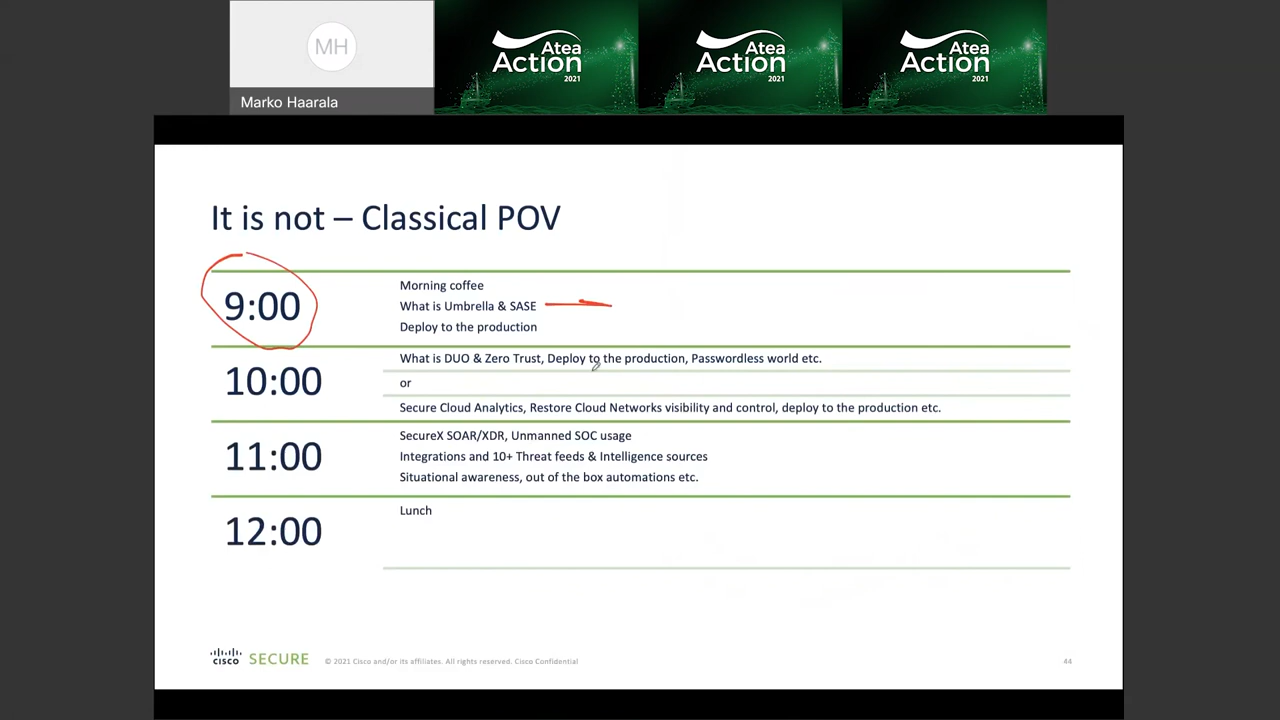 MH
Marko Haarala
Atea
Action
2021
Atea
Action
2021
Atea
Action
2021
It is not – Classical POV
9:00
Morning coffee
What is Umbrella & SASE
Deploy to the production
10:00
What is DUO & Zero Trust, Deploy to the production, Passwordless world etc.
or
Secure Cloud Analytics, Restore Cloud Networks visibility and control, deploy to the production etc.
11:00
SecureX SOAR/XDR, Unmanned SOC usage
Integrations and 10+ Threat feeds & Intelligence sources
Situational awareness, out of the box automations etc.
12:00
Lunch
CISCO SECURE
© 2021 Cisco and/or its affiliates. All rights reserved. Cisco Confidential
44